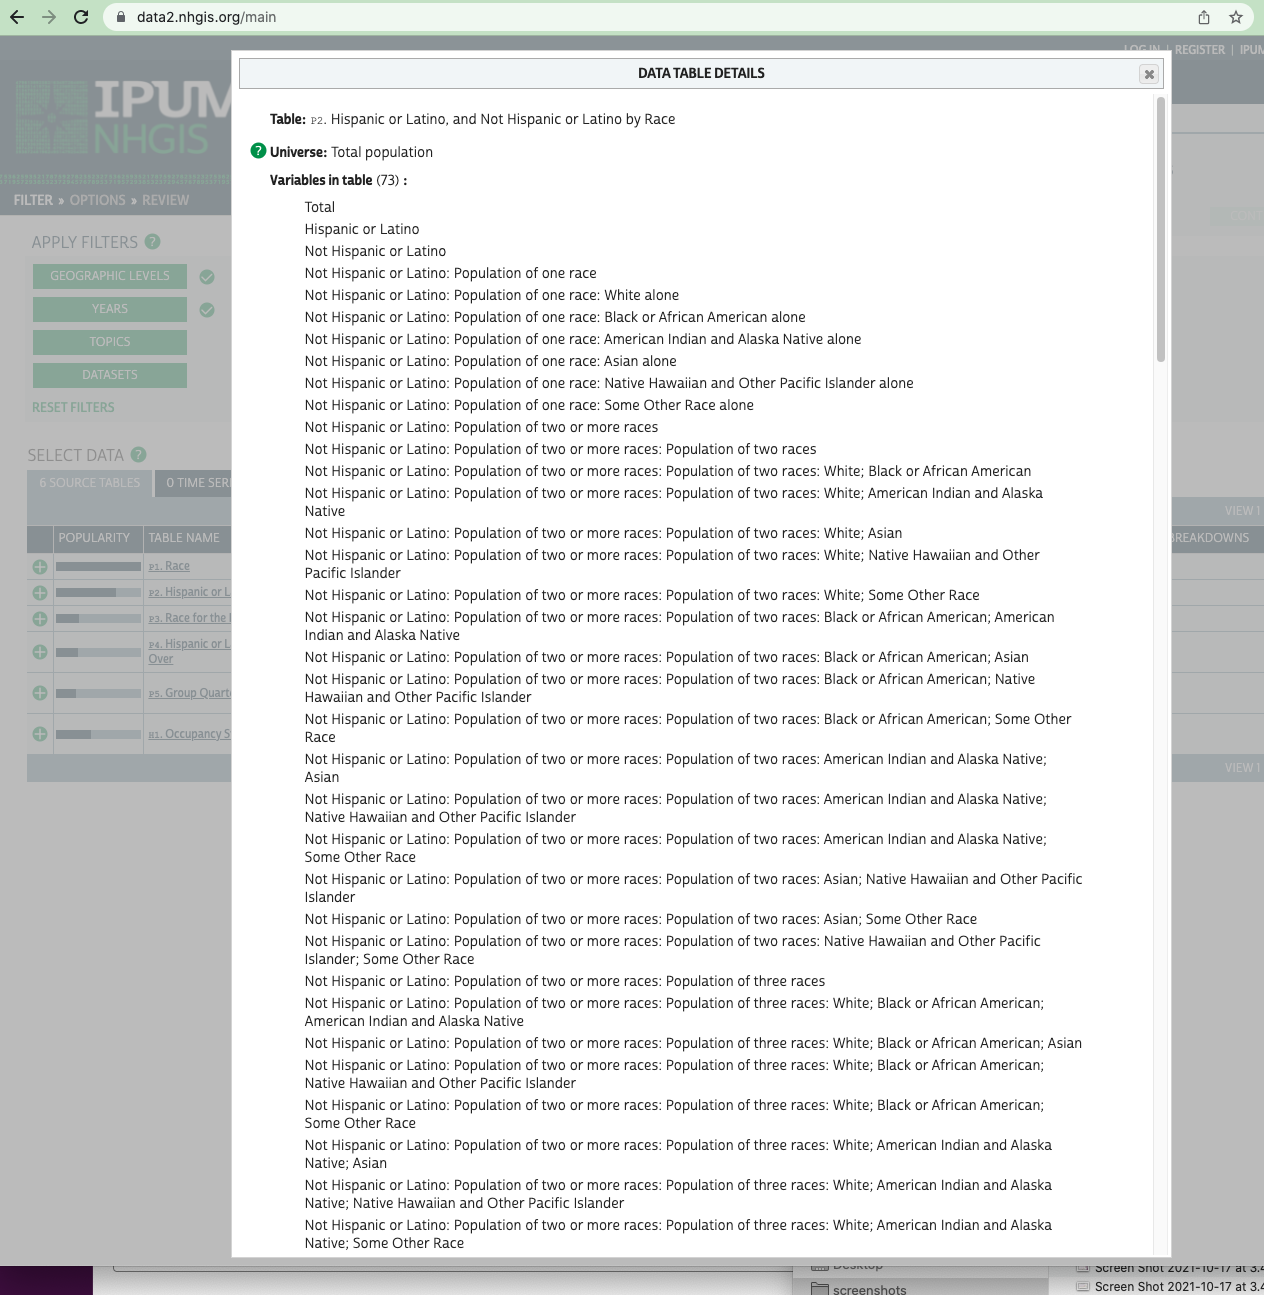 data2.nhgis.org/main
LOG IN | REGISTER | IPUM
DATA TABLE DETAILS
IPUM
NHGIS
FILTER » OPTIONS » REVIEW
APPLY FILTERS ?
GEOGRAPHIC LEVELS
YEARS
TOPICS
DATASETS
RESET FILTERS
SELECT DATA ?
6 SOURCE TABLES
0 TIME SERI
VIEW 1
POPULARITY
TABLE NAME
BREAKDOWNS
P1. Race
P2. Hispanic or L
P3. Race for the
P4. Hispanic or L
Over
P5. Group Quart
H1. Occupancy S
VIEW 1
CONT
Table: P2. Hispanic or Latino, and Not Hispanic or Latino by Race
? Universe: Total population
Variables in table (73) :
Total
Hispanic or Latino
Not Hispanic or Latino
Not Hispanic or Latino: Population of one race
Not Hispanic or Latino: Population of one race: White alone
Not Hispanic or Latino: Population of one race: Black or African American alone
Not Hispanic or Latino: Population of one race: American Indian and Alaska Native alone
Not Hispanic or Latino: Population of one race: Asian alone
Not Hispanic or Latino: Population of one race: Native Hawaiian and Other Pacific Islander alone
Not Hispanic or Latino: Population of one race: Some Other Race alone
Not Hispanic or Latino: Population of two or more races
Not Hispanic or Latino: Population of two or more races: Population of two races
Not Hispanic or Latino: Population of two or more races: Population of two races: White; Black or African American
Not Hispanic or Latino: Population of two or more races: Population of two races: White; American Indian and Alaska
Native
Not Hispanic or Latino: Population of two or more races: Population of two races: White; Asian
Not Hispanic or Latino: Population of two or more races: Population of two races: White; Native Hawaiian and Other
Pacific Islander
Not Hispanic or Latino: Population of two or more races: Population of two races: White; Some Other Race
Not Hispanic or Latino: Population of two or more races: Population of two races: Black or African American; American
Indian and Alaska Native
Not Hispanic or Latino: Population of two or more races: Population of two races: Black or African American; Asian
Not Hispanic or Latino: Population of two or more races: Population of two races: Black or African American; Native
Hawaiian and Other Pacific Islander
Not Hispanic or Latino: Population of two or more races: Population of two races: Black or African American; Some Other
Race
Not Hispanic or Latino: Population of two or more races: Population of two races: American Indian and Alaska Native;
Asian
Not Hispanic or Latino: Population of two or more races: Population of two races: American Indian and Alaska Native;
Native Hawaiian and Other Pacific Islander
Not Hispanic or Latino: Population of two or more races: Population of two races: American Indian and Alaska Native;
Some Other Race
Not Hispanic or Latino: Population of two or more races: Population of two races: Asian; Native Hawaiian and Other Pacific
Islander
Not Hispanic or Latino: Population of two or more races: Population of two races: Asian; Some Other Race
Not Hispanic or Latino: Population of two or more races: Population of two races: Native Hawaiian and Other Pacific
Islander; Some Other Race
Not Hispanic or Latino: Population of two or more races: Population of three races
Not Hispanic or Latino: Population of two or more races: Population of three races: White; Black or African American;
American Indian and Alaska Native
Not Hispanic or Latino: Population of two or more races: Population of three races: White; Black or African American; Asian
Not Hispanic or Latino: Population of two or more races: Population of three races: White; Black or African American;
Native Hawaiian and Other Pacific Islander
Not Hispanic or Latino: Population of two or more races: Population of three races: White; Black or African American;
Some Other Race
Not Hispanic or Latino: Population of two or more races: Population of three races: White; American Indian and Alaska
Native; Asian
Not Hispanic or Latino: Population of two or more races: Population of three races: White; American Indian and Alaska
Native; Native Hawaiian and Other Pacific Islander
Not Hispanic or Latino: Population of two or more races: Population of three races: White; American Indian and Alaska
Native; Some Other Race
Desktop
screenshots
Screen Shot 2021-10-17 at 3.4
Screen Shot 2021-10-17 at 3.4